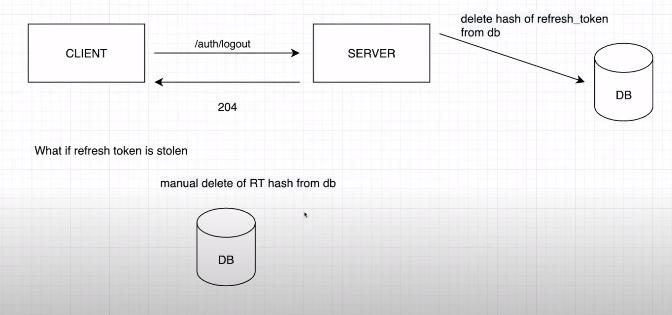 delete hash of refresh_token
from db
CLIENT
/auth/logout
SERVER
DB
204
What if refresh token is stolen
manual delete of RT hash from db
DB